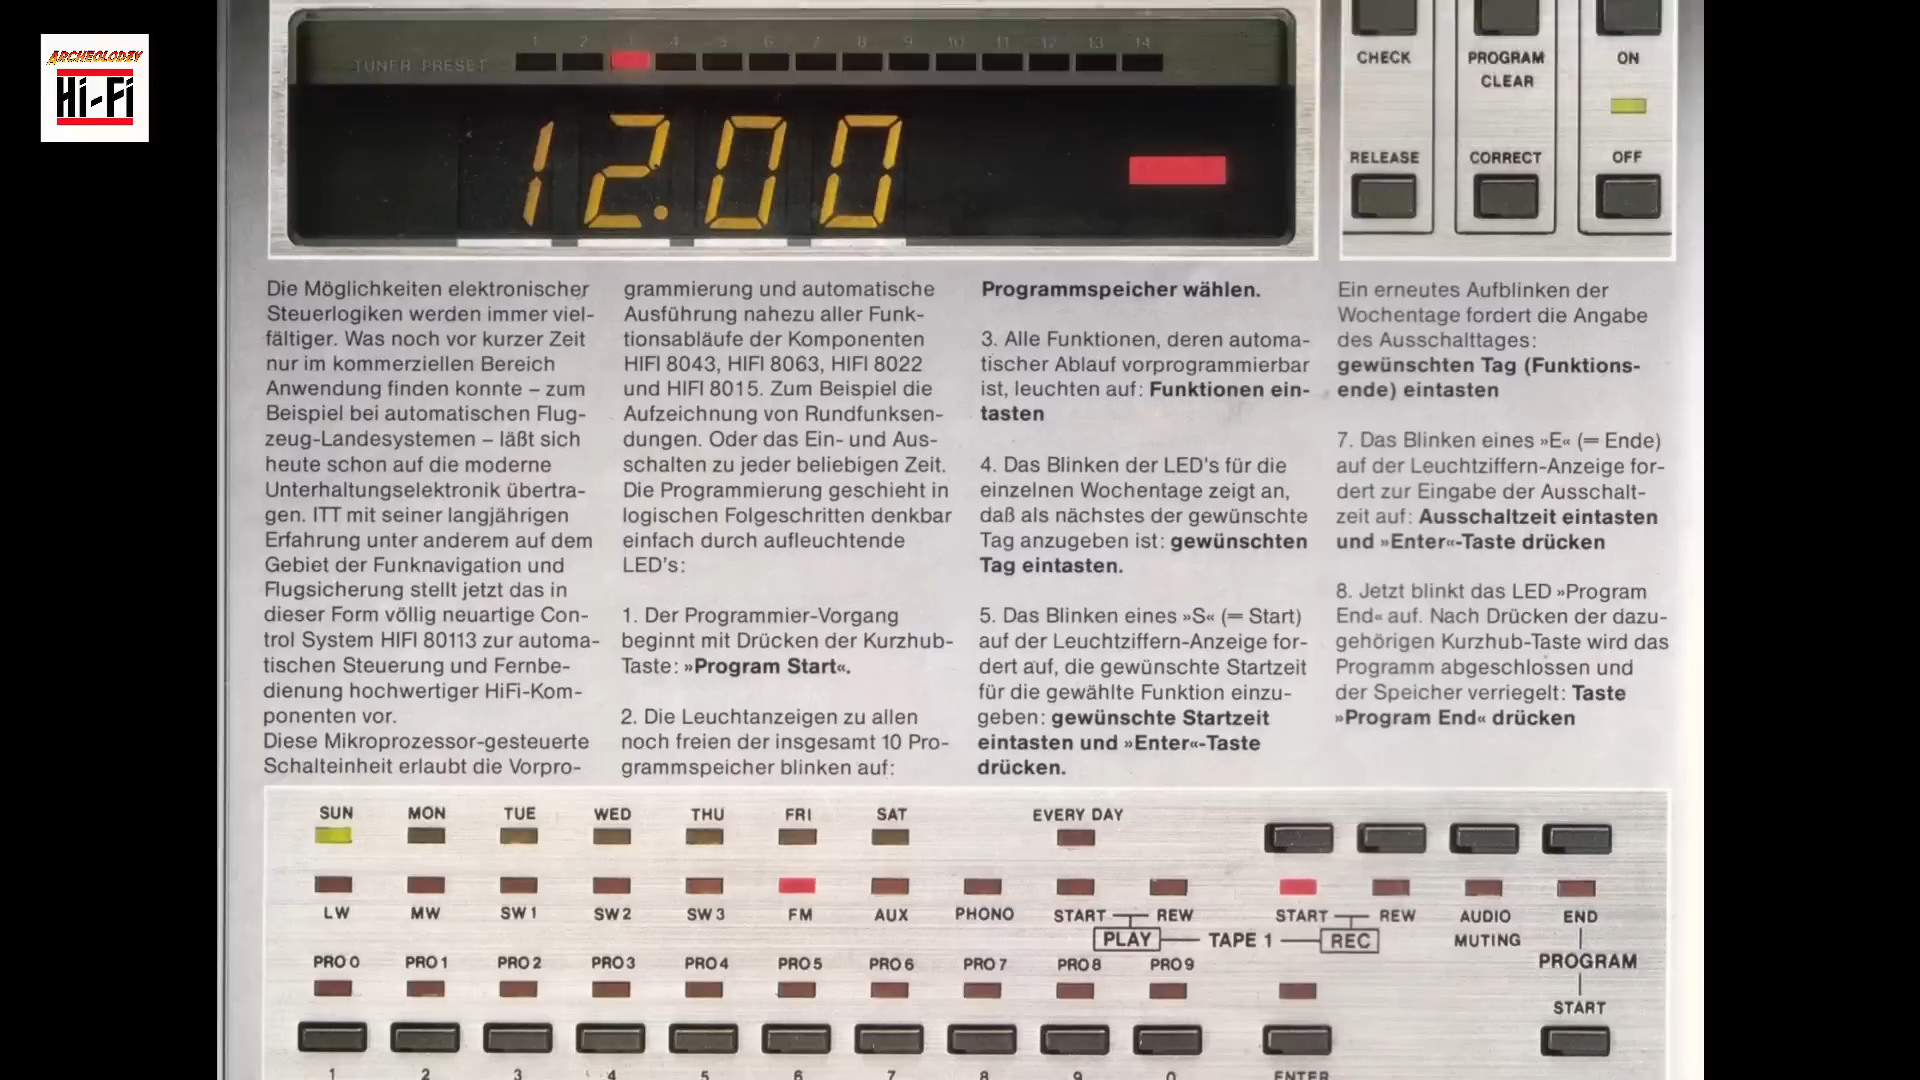 ARCHEOLODZY
Hi-Fi
1 2 3 4 5 6 7 8 9 10 11 12 13 14
TUNER PRESET
12.00
CHECK
PROGRAM
CLEAR
ON
RELEASE
CORRECT
OFF
Die Möglichkeiten elektronischer
Steuerlogiken werden immer viel-
fältiger. Was noch vor kurzer Zeit
nur im kommerziellen Bereich
Anwendung finden konnte – zum
Beispiel bei automatischen Flug-
zeug-Landesystemen – läßt sich
heute schon auf die moderne
Unterhaltungselektronik übertra-
gen. ITT mit seiner langjährigen
Erfahrung unter anderem auf dem
Gebiet der Funknavigation und
Flugsicherung stellt jetzt das in
dieser Form völlig neuartige Con-
trol System HIFI 80113 zur automa-
tischen Steuerung und Fernbe-
dienung hochwertiger HiFi-Kom-
ponenten vor.
Diese Mikroprozessor-gesteuerte
Schalteinheit erlaubt die Vorpro-
grammierung und automatische
Ausführung nahezu aller Funk-
tionsabläufe der Komponenten
HIFI 8043, HIFI 8063, HIFI 8022
und HIFI 8015. Zum Beispiel die
Aufzeichnung von Rundfunksen-
dungen. Oder das Ein- und Aus-
schalten zu jeder beliebigen Zeit.
Die Programmierung geschieht in
logischen Folgeschritten denkbar
einfach durch aufleuchtende
LED's:
1. Der Programmier-Vorgang
beginnt mit Drücken der Kurzhub-
Taste: »Program Start«.
2. Die Leuchtanzeigen zu allen
noch freien der insgesamt 10 Pro-
grammspeicher blinken auf:
Programmspeicher wählen.
3. Alle Funktionen, deren automa-
tischer Ablauf vorprogrammierbar
ist, leuchten auf: Funktionen ein-
tasten
4. Das Blinken der LED's für die
einzelnen Wochentage zeigt an,
daß als nächstes der gewünschte
Tag anzugeben ist: gewünschten
Tag eintasten.
5. Das Blinken eines »S« (= Start)
auf der Leuchtziffern-Anzeige for-
dert auf, die gewünschte Startzeit
für die gewählte Funktion einzu-
geben: gewünschte Startzeit
eintasten und »Enter«-Taste
drücken.
Ein erneutes Aufblinken der
Wochentage fordert die Angabe
des Ausschalttages:
gewünschten Tag (Funktions-
ende) eintasten
7. Das Blinken eines »E« (= Ende)
auf der Leuchtziffern-Anzeige for-
dert zur Eingabe der Ausschalt-
zeit auf: Ausschaltzeit eintasten
und »Enter«-Taste drücken
8. Jetzt blinkt das LED »Program
End« auf. Nach Drücken der dazu-
gehörigen Kurzhub-Taste wird das
Programm abgeschlossen und
der Speicher verriegelt: Taste
»Program End« drücken
SUN MON TUE WED THU FRI SAT EVERY DAY
LW MW SW1 SW2 SW3 FM AUX PHONO START REW START REW AUDIO END
PLAY TAPE 1 REC MUTING
PRO 0 PRO 1 PRO 2 PRO 3 PRO 4 PRO 5 PRO 6 PRO 7 PRO 8 PRO 9 PROGRAM
START
1 2 3 4 5 6 7 8 9 0 ENTER